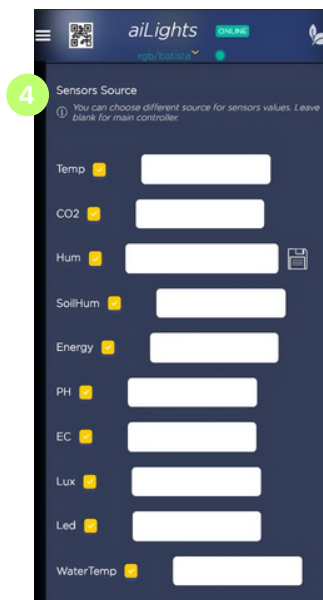 aiLights ONLINE
rgb/batista
4
Sensors Source
You can choose different source for sensors values. Leave
blank for main controller.
Temp
CO2
Hum
SoilHum
Energy
PH
EC
Lux
Led
WaterTemp